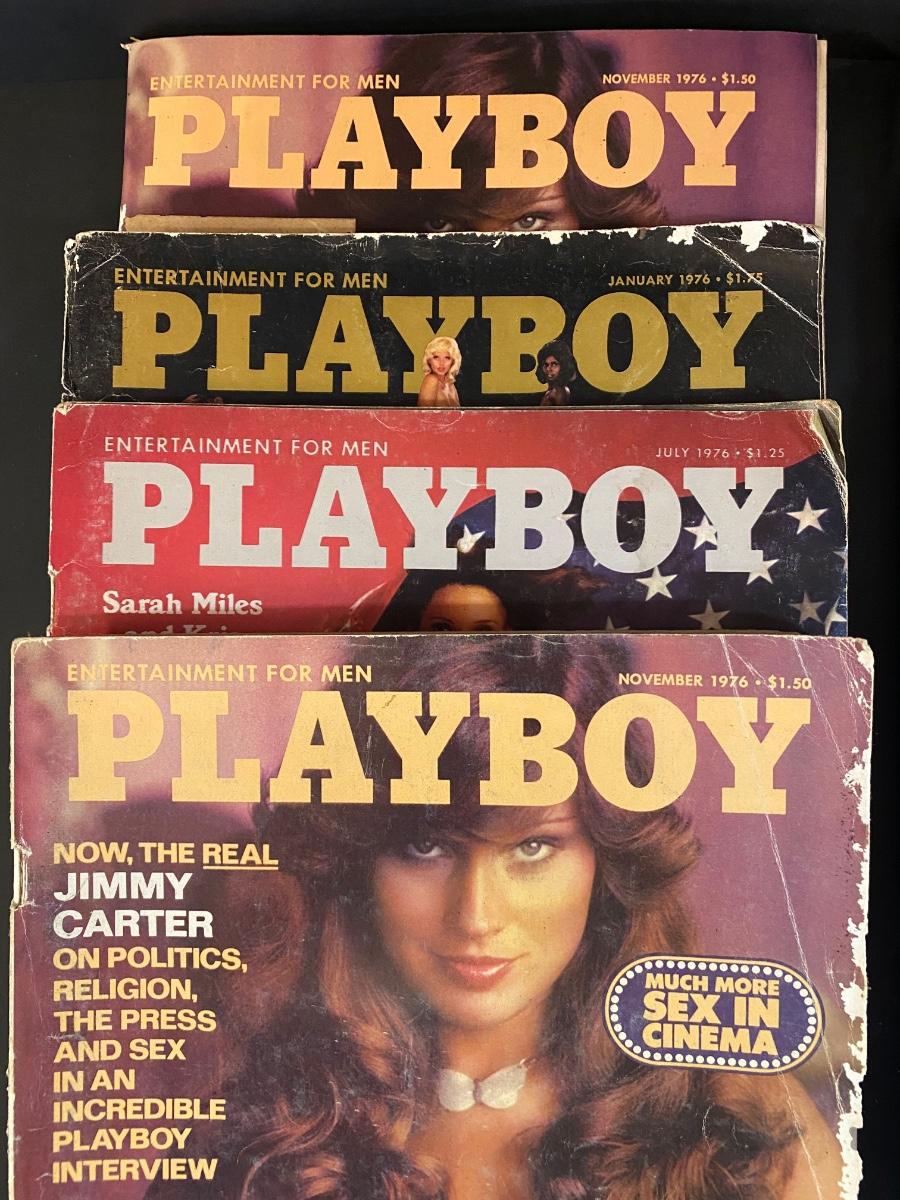 ENTERTAINMENT FOR MEN
NOVEMBER 1976 • $1.50
PLAYBOY
ENTERTAINMENT FOR MEN
JANUARY 1976 • $1.75
PLAYBOY
ENTERTAINMENT FOR MEN
JULY 1976 • $1.25
PLAYBOY
Sarah Miles
and
ENTERTAINMENT FOR MEN
NOVEMBER 1976 • $1.50
PLAYBOY
NOW, THE REAL
JIMMY
CARTER
ON POLITICS,
RELIGION,
THE PRESS
AND SEX
IN AN
INCREDIBLE
PLAYBOY
INTERVIEW
MUCH MORE
SEX IN
CINEMA